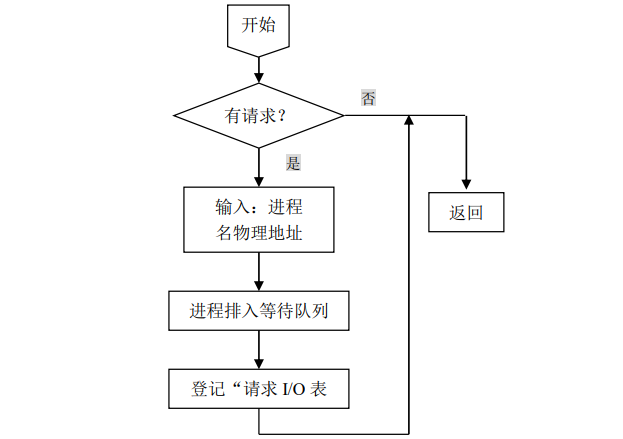 开始
有请求？
否
是
输入：进程
名物理地址
返回
进程排入等待队列
登记“请求 I/O 表